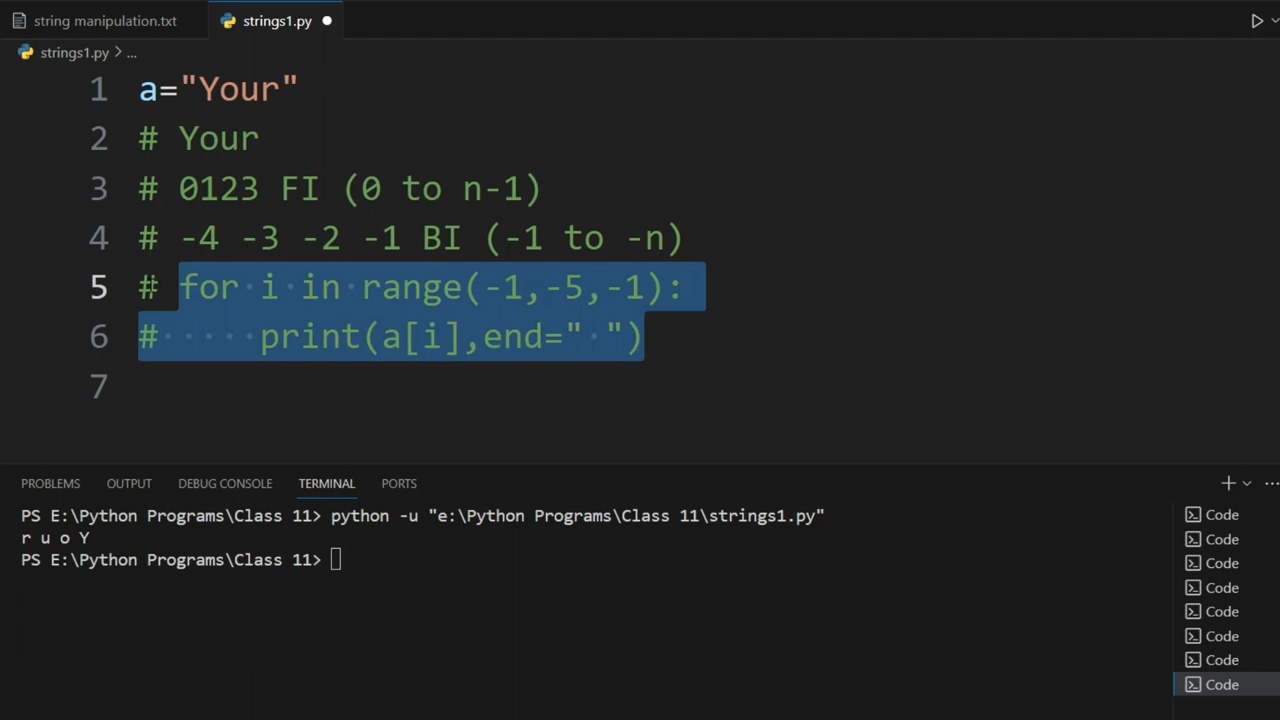 string manipulation.txt
strings1.py
strings1.py > ...
1 a="Your"
2 # Your
3 # 0123 FI (0 to n-1)
4 # -4 -3 -2 -1 BI (-1 to -n)
5 # for i in range(-1,-5,-1):
6 #     print(a[i],end=" ")
7
PROBLEMS OUTPUT DEBUG CONSOLE TERMINAL PORTS
PS E:\Python Programs\Class 11> python -u "e:\Python Programs\Class 11\strings1.py"
r u o Y
PS E:\Python Programs\Class 11>
Code
Code
Code
Code
Code
Code
Code
Code